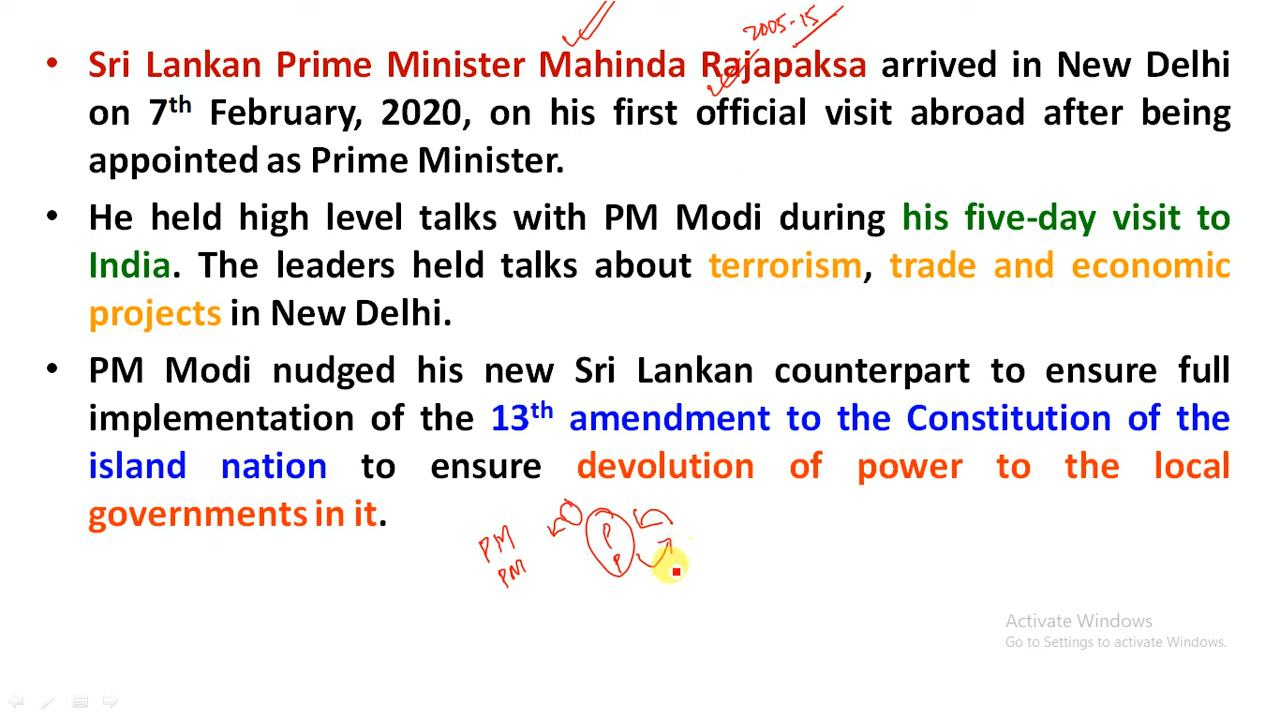 2005-15
• Sri Lankan Prime Minister Mahinda Rajapaksa arrived in New Delhi
on 7th February, 2020, on his first official visit abroad after being
appointed as Prime Minister.
• He held high level talks with PM Modi during his five-day visit to
India. The leaders held talks about terrorism, trade and economic
projects in New Delhi.
• PM Modi nudged his new Sri Lankan counterpart to ensure full
implementation of the 13th amendment to the Constitution of the
island nation to ensure devolution of power to the local
governments in it.
PM P
PM P
Activate Windows
Go to Settings to activate Windows.